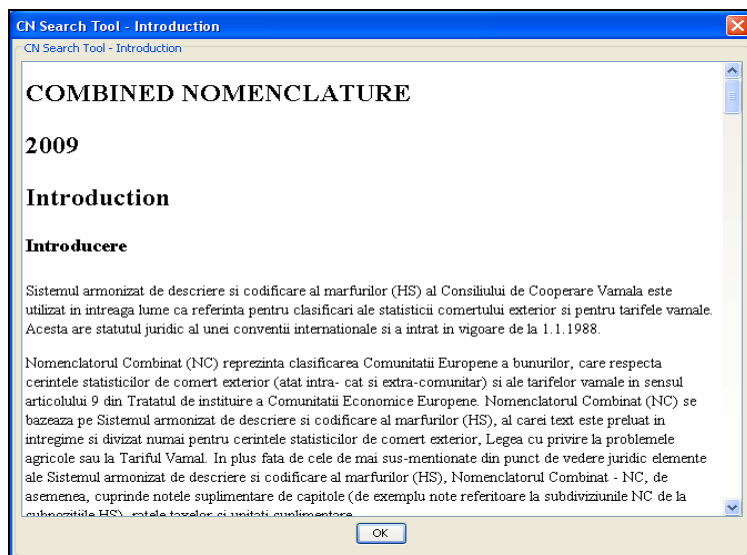 CN Search Tool - Introduction
CN Search Tool - Introduction
COMBINED NOMENCLATURE
2009
Introduction
Introducere
Sistemul armonizat de descriere si codificare al marfurilor (HS) al Consiliului de Cooperare Vamala este
utilizat in intreaga lume ca referinta pentru clasificari ale statisticii comertului exterior si pentru tarifele vamale.
Acesta are statutul juridic al unei conventii internationale si a intrat in vigoare de la 1.1.1988.
Nomenclatorul Combinat (NC) reprezinta clasificarea Comunitatii Europene a bunurilor, care respecta
cerintele statisticilor de comert exterior (atat intra- cat si extra-comunitar) si ale tarifelor vamale in sensul
articolului 9 din Tratatul de instituire a Comunitatii Economice Europene. Nomenclatorul Combinat (NC) se
bazeaza pe Sistemul armonizat de descriere si codificare al marfurilor (HS), al carei text este preluat in
intregime si divizat numai pentru cerintele statisticilor de comert exterior, Legea cu privire la problemele
agricole sau la Tariful Vamal. In plus fata de cele de mai sus-mentionate din punct de vedere juridic elemente
ale Sistemul armonizat de descriere si codificare al marfurilor (HS), Nomenclatorul Combinat - NC, de
asemenea, cuprinde notele suplimentare de capitole (de exemplu note referitoare la subdiviziunile NC de la
subpozitiile HS), ratele taxelor si unitati suplimentare
OK